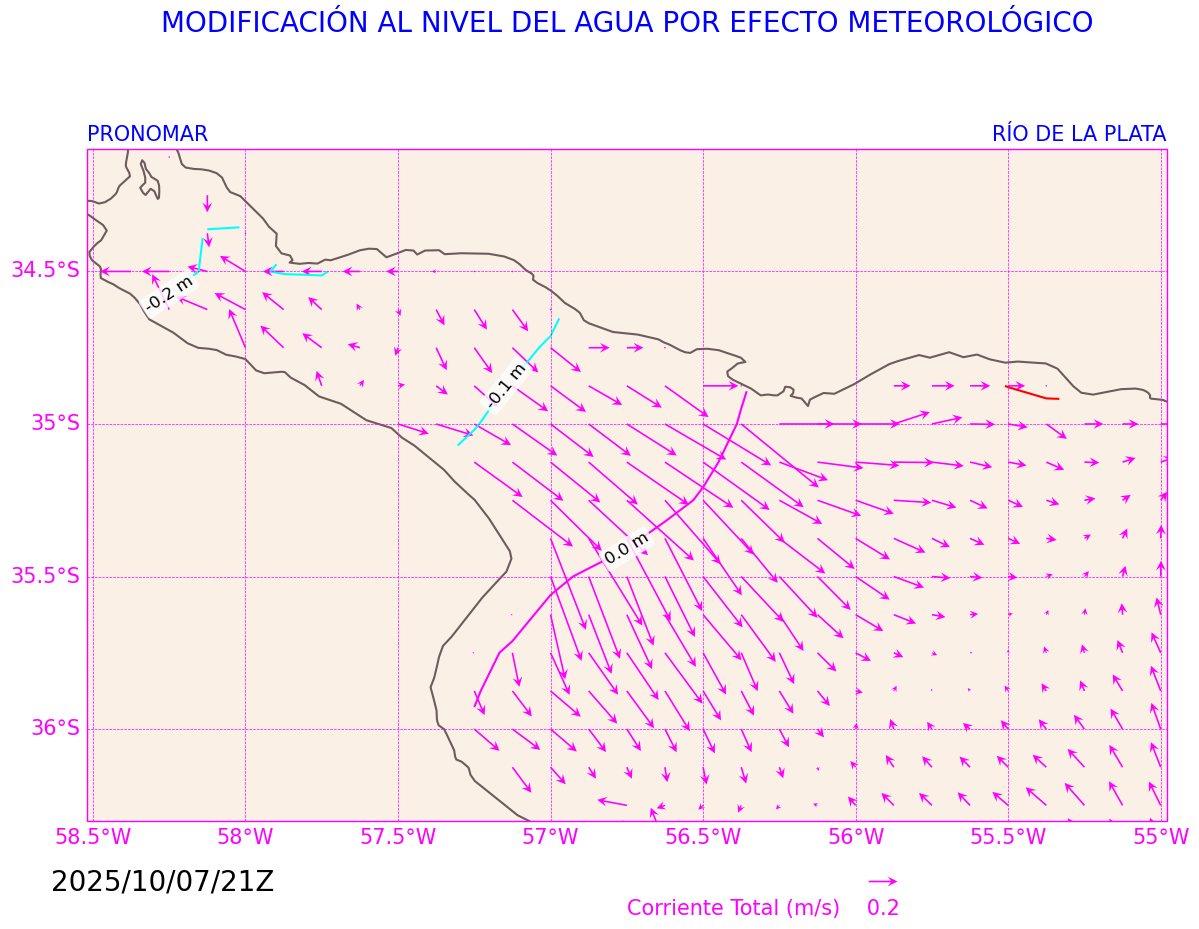 MODIFICACIÓN AL NIVEL DEL AGUA POR EFECTO METEOROLÓGICO
PRONOMAR
RÍO DE LA PLATA
34.5°S
-0.2 m
-0.1 m
35°S
0.0 m
35.5°S
36°S
58.5°W 58°W 57.5°W 57°W 56.5°W 56°W 55.5°W 55°W
2025/10/07/21Z
Corriente Total (m/s) 0.2